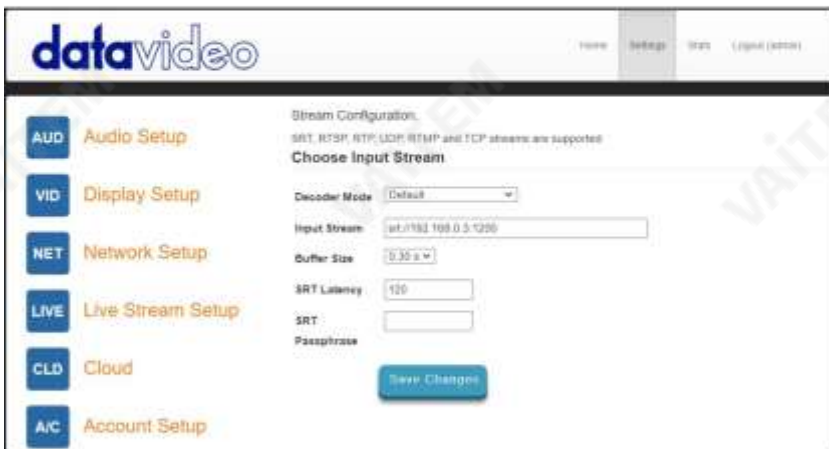 datavideo
Home Settings Stats Logout (admin)
AUD Audio Setup
VID Display Setup
NET Network Setup
LIVE Live Stream Setup
CLD Cloud
A/C Account Setup
Stream Configuration.
SRT, RTSP, RTP, UDP, RTMP and TCP streams are supported
Choose Input Stream
Decoder Mode Default
Input Stream srt://192.168.0.3:1200
Buffer Size 0.30 s
SRT Latency 120
SRT
Passphrase
Save Changes
VAITEM
VAITEM
VAITEM